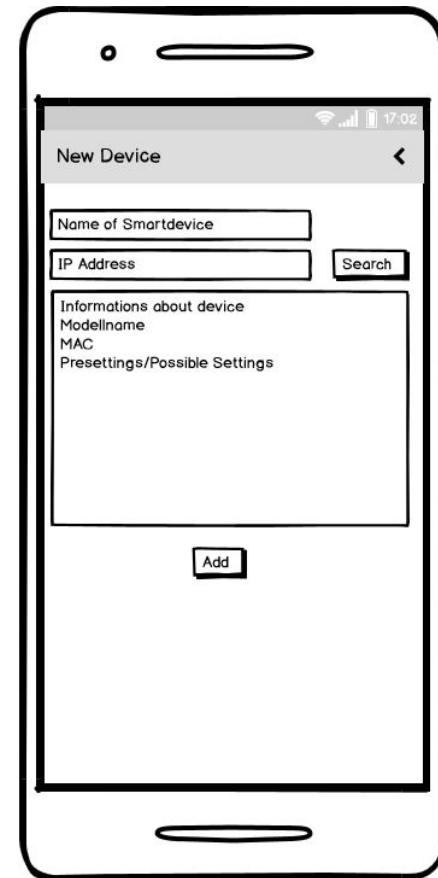 17:02
New Device
Name of Smartdevice
IP Address
Search
Informations about device
Modellname
MAC
Presettings/Possible Settings
Add